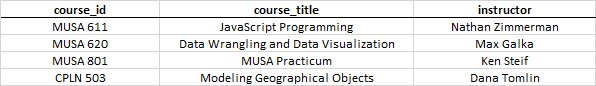 course_id course_title instructor
MUSA 611 JavaScript Programming Nathan Zimmerman
MUSA 620 Data Wrangling and Data Visualization Max Galka
MUSA 801 MUSA Practicum Ken Steif
CPLN 503 Modeling Geographical Objects Dana Tomlin